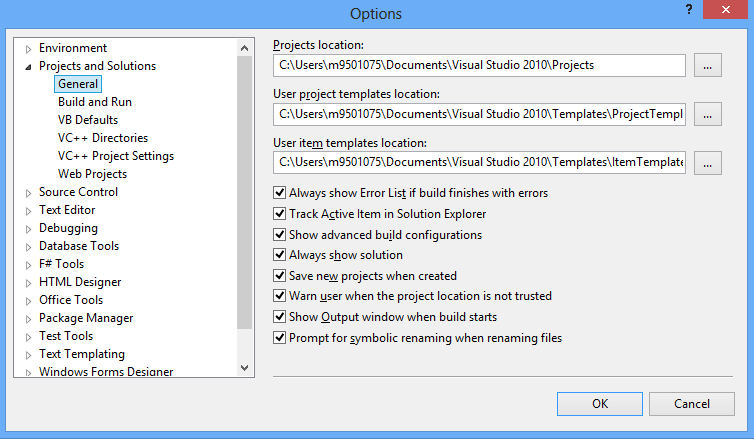 Options
?
Environment
Projects and Solutions
General
Build and Run
VB Defaults
VC++ Directories
VC++ Project Settings
Web Projects
Source Control
Text Editor
Debugging
Database Tools
F# Tools
HTML Designer
Office Tools
Package Manager
Test Tools
Text Templating
Windows Forms Designer
Projects location:
C:\Users\m9501075\Documents\Visual Studio 2010\Projects
...
User project templates location:
C:\Users\m9501075\Documents\Visual Studio 2010\Templates\ProjectTempl
...
User item templates location:
C:\Users\m9501075\Documents\Visual Studio 2010\Templates\ItemTemplate
...
Always show Error List if build finishes with errors
Track Active Item in Solution Explorer
Show advanced build configurations
Always show solution
Save new projects when created
Warn user when the project location is not trusted
Show Output window when build starts
Prompt for symbolic renaming when renaming files
OK
Cancel